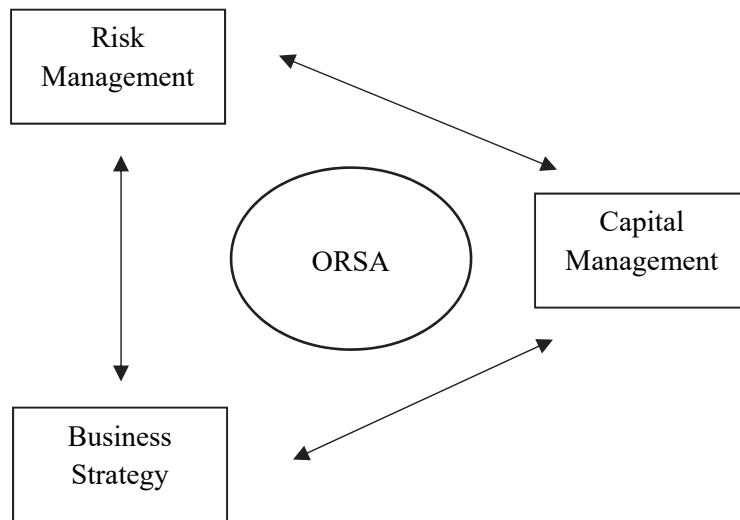 Risk
Management
ORSA
Capital
Management
Business
Strategy